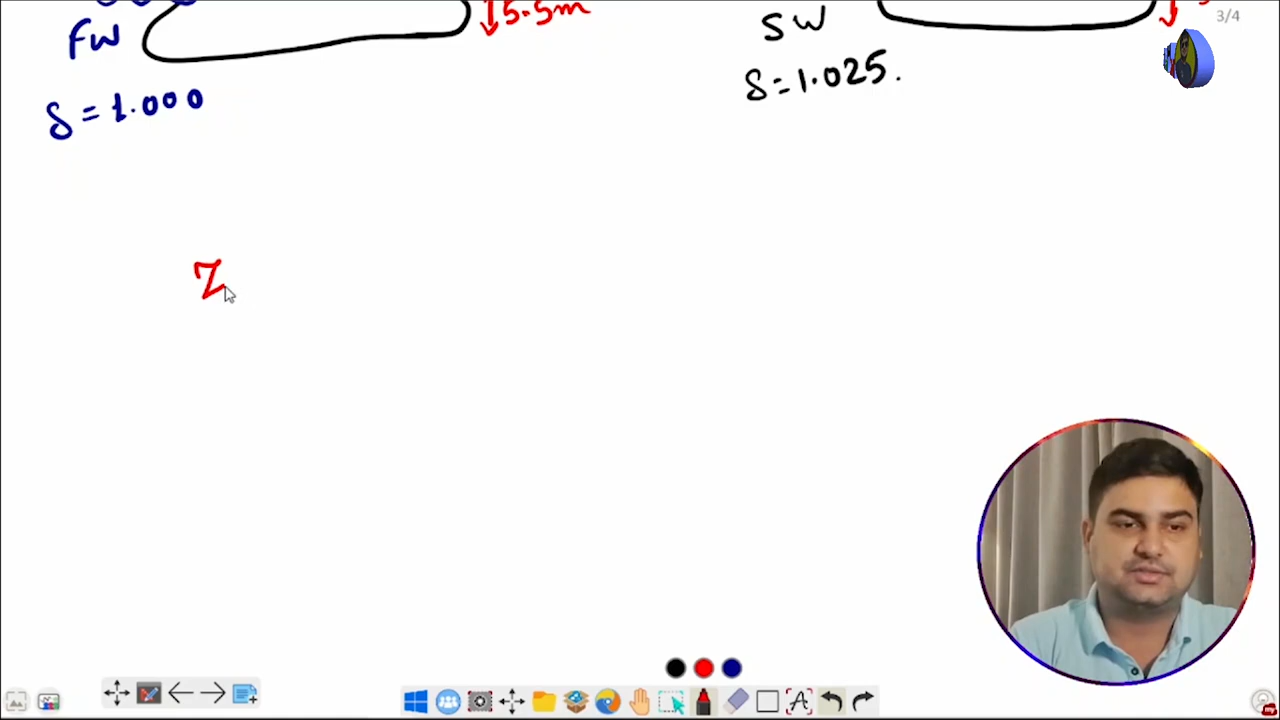 5.5m
3/4
FW
SW
δ = 1.000
δ = 1.025.
Z